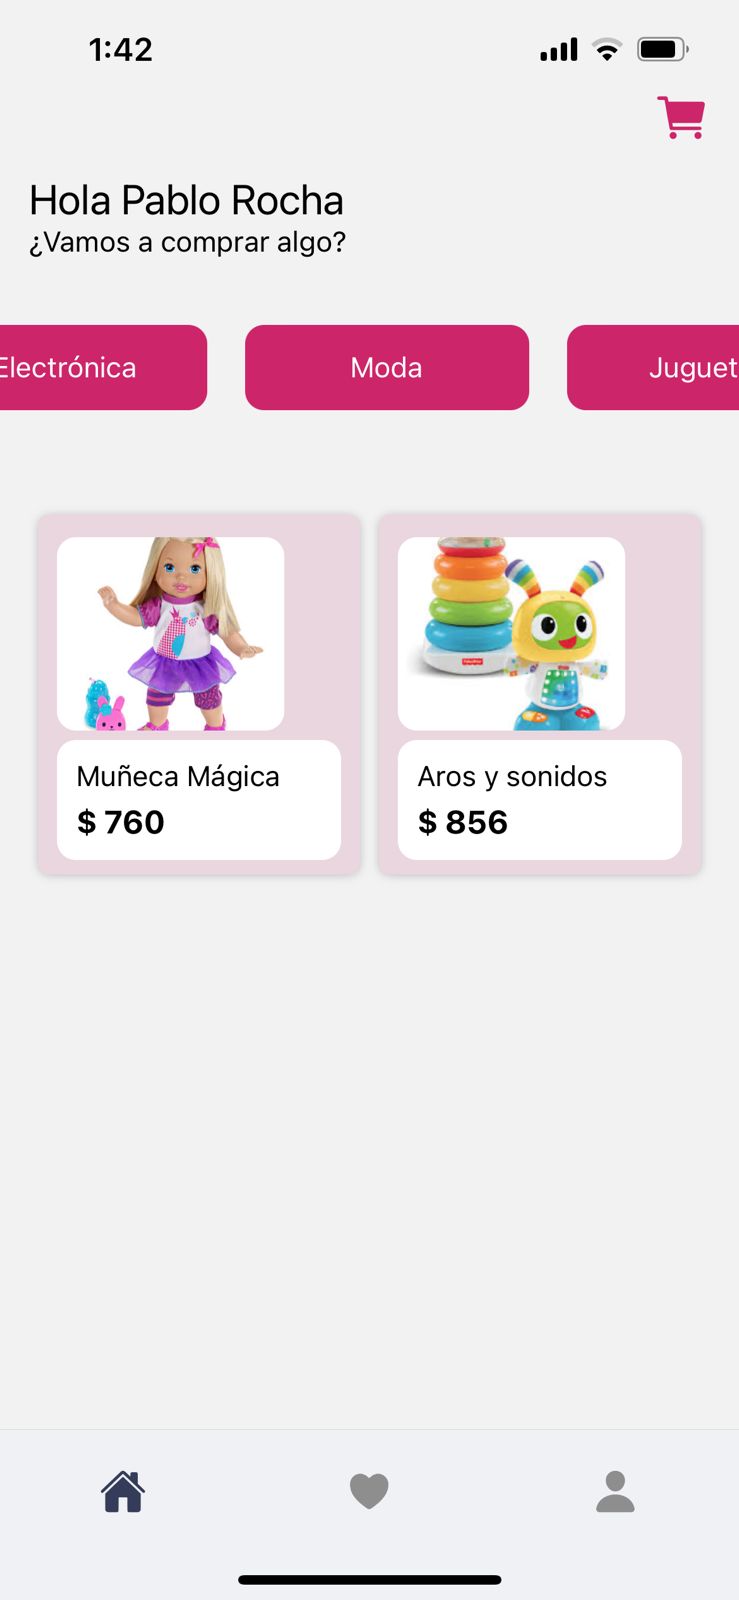 1:42
Hola Pablo Rocha
¿Vamos a comprar algo?
Electrónica
Moda
Juguet
Muñeca Mágica
$ 760
Aros y sonidos
$ 856